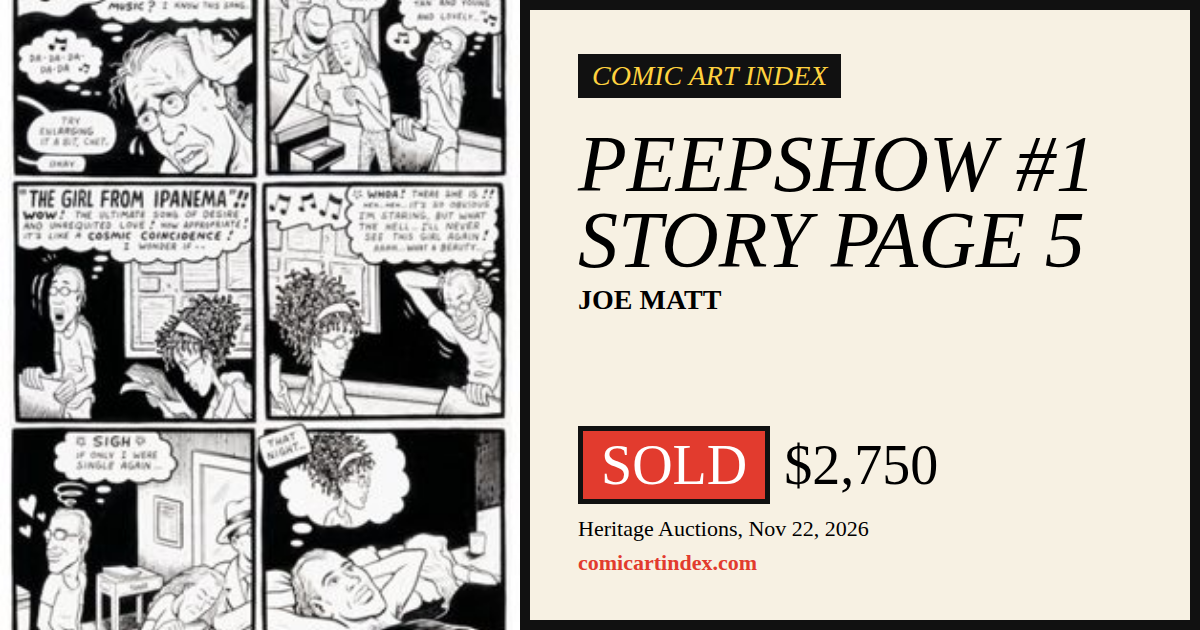 MUSIC? I KNOW THIS SONG.
DA-DA-DA-
DA-DA
TRY
ENLARGING
IT A BIT, CHET.
OKAY
TAN AND YOUNG
AND LOVELY..."
"THE GIRL FROM IPANEMA"!!
WOW! THE ULTIMATE SONG OF DESIRE
AND UNREQUITED LOVE! HOW APPROPRIATE!
IT'S LIKE A COSMIC COINCIDENCE!
I WONDER IF--
WHOA! THERE SHE IS!!
HEH..HEH.. IT'S SO OBVIOUS
I'M STARING, BUT WHAT
THE HELL.. I'LL NEVER
SEE THIS GIRL AGAIN!
AHHH...WHAT A BEAUTY...
SIGH
IF ONLY I WERE
SINGLE AGAIN...
THAT
NIGHT...
COMIC ART INDEX
PEEPSHOW #1
STORY PAGE 5
JOE MATT
SOLD $2,750
Heritage Auctions, Nov 22, 2026
comicartindex.com